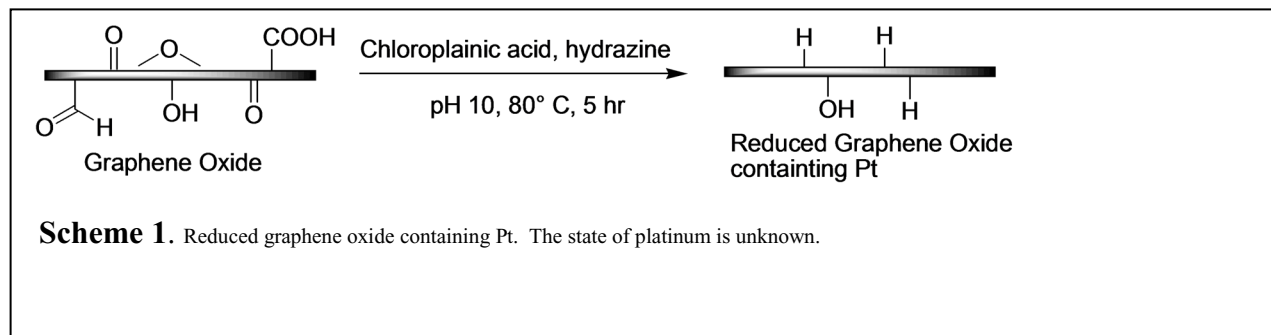 O
O
COOH
O
H
OH
O
Graphene Oxide
Chloroplainic acid, hydrazine
pH 10, 80° C, 5 hr
H
H
OH
H
Reduced Graphene Oxide
containting Pt
Scheme 1. Reduced graphene oxide containing Pt. The state of platinum is unknown.